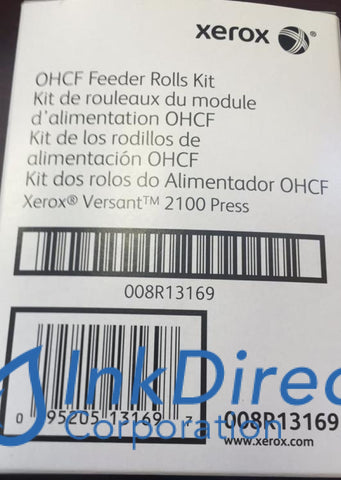 xerox
OHCF Feeder Rolls Kit
Kit de rouleaux du module
d'alimentation OHCF
Kit de los rodillos de
alimentación OHCF
Kit dos rolos do Alimentador OHCF
Xerox® Versant™ 2100 Press
008R13169
InkDirect
Corporation
0 95205 13169 7
008R13169
www.xerox.com